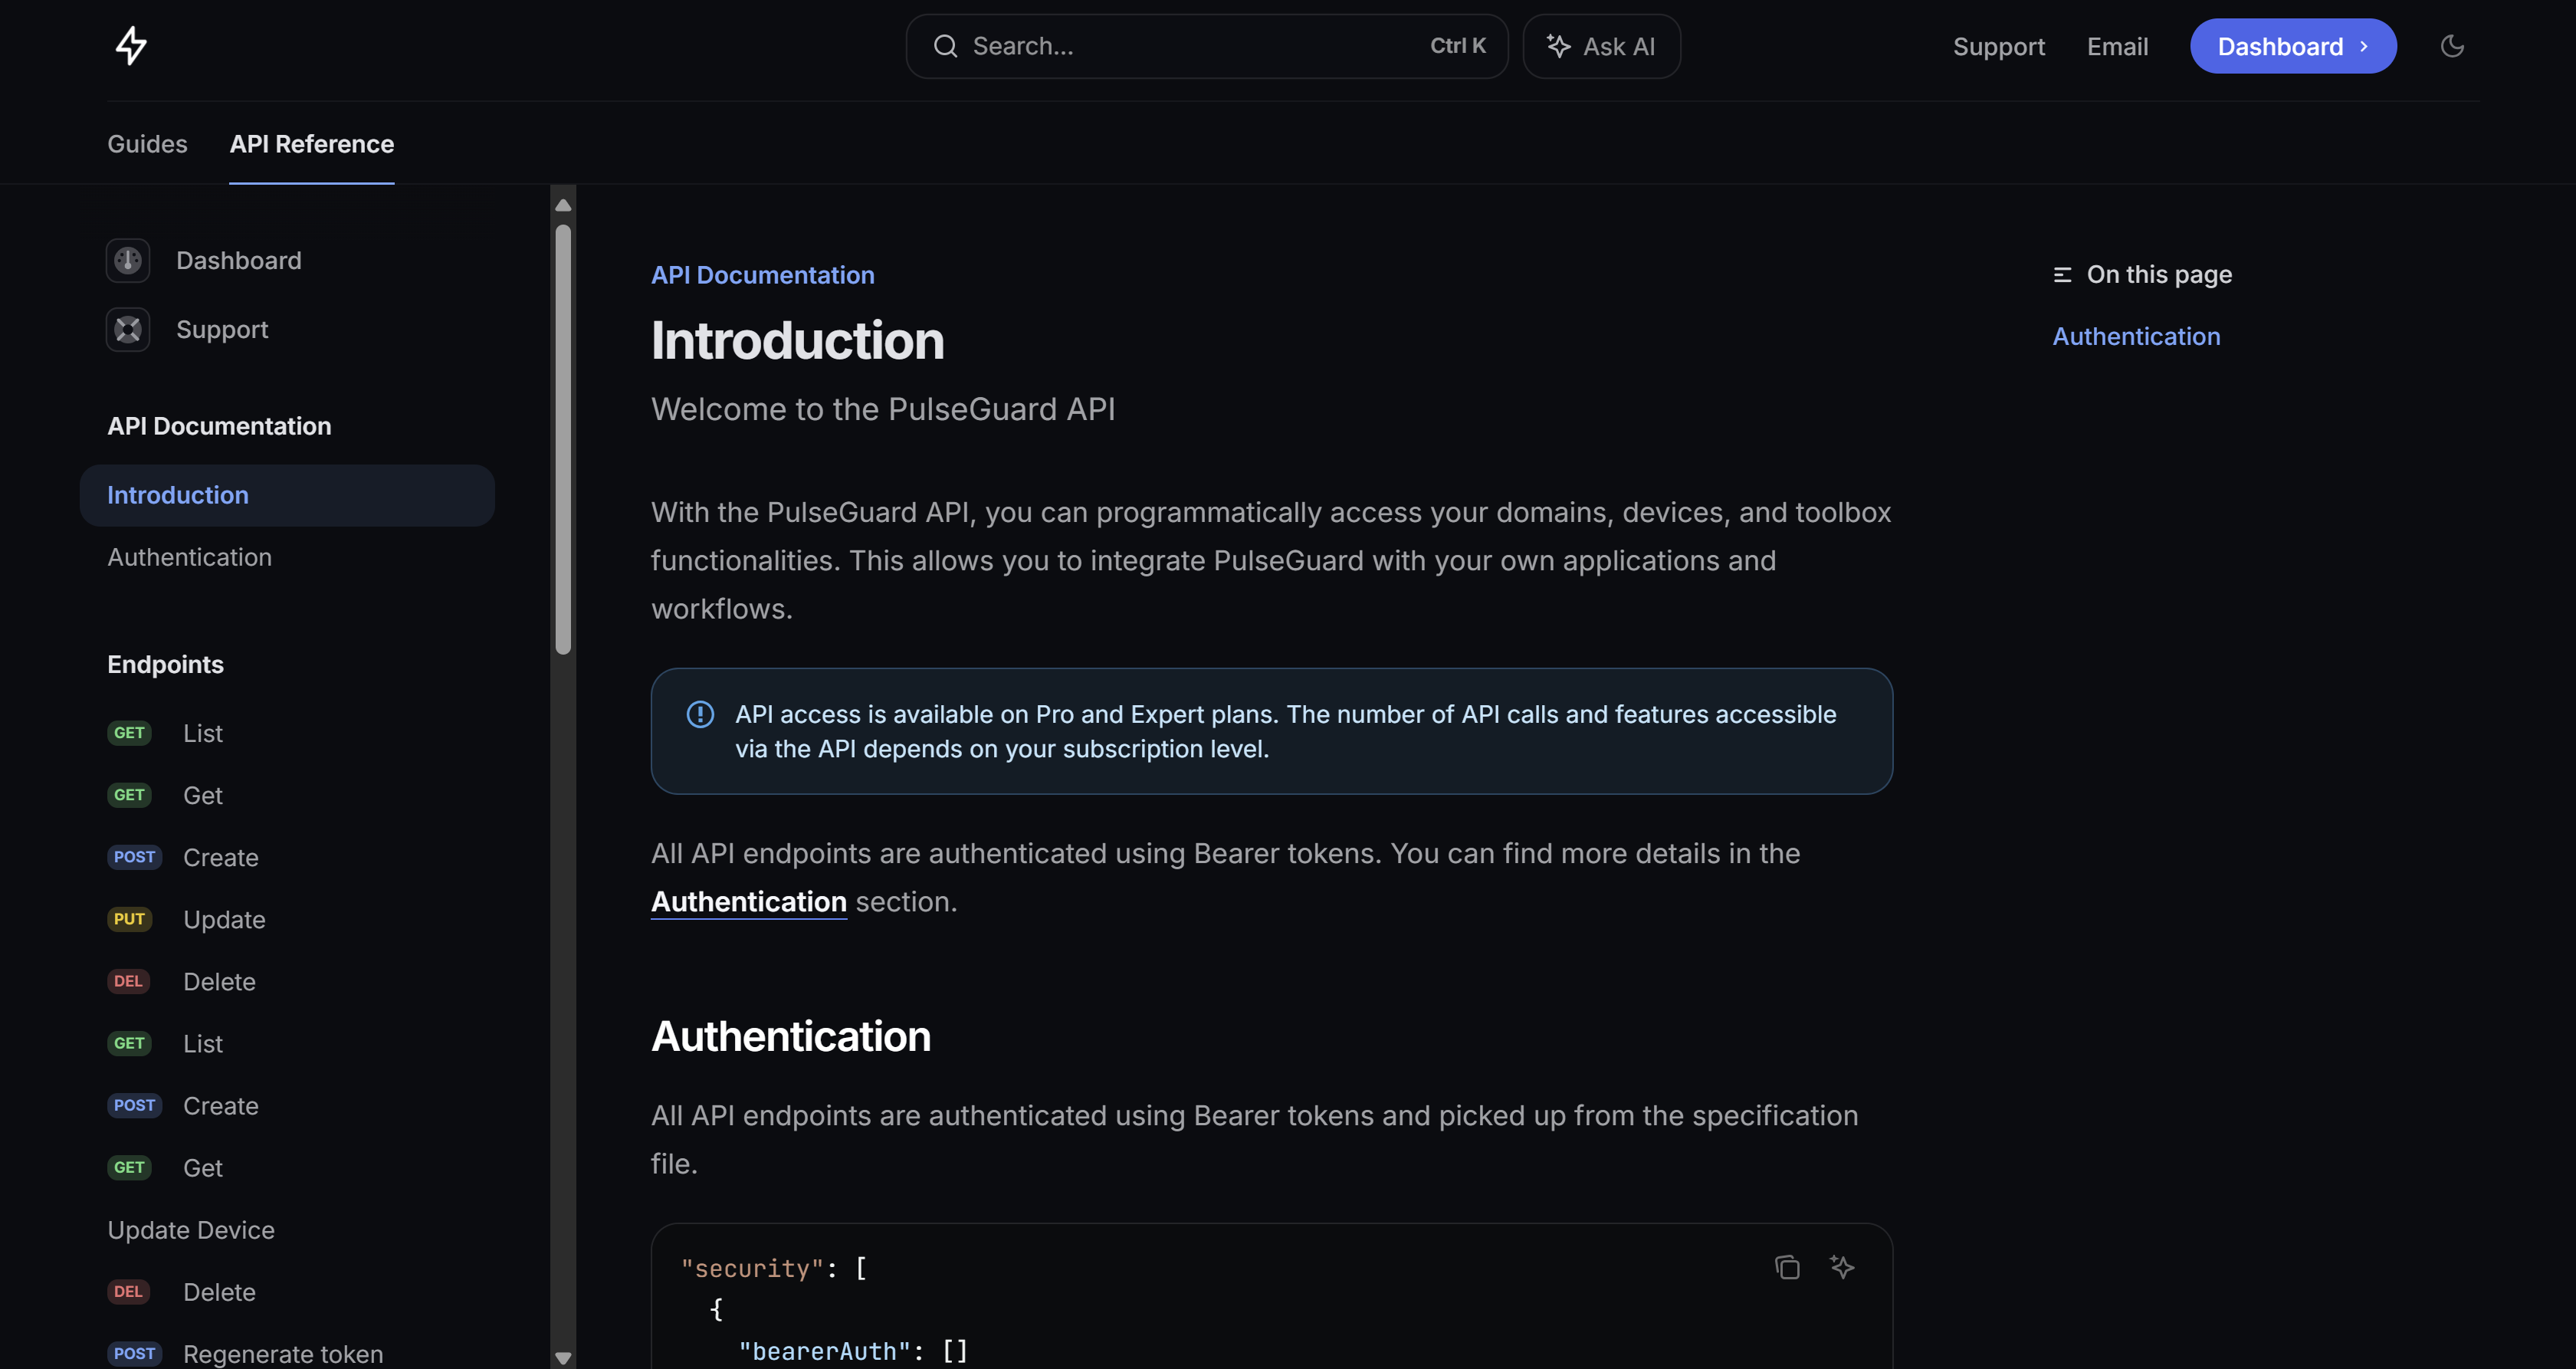 Search...
Ctrl K
Ask AI
Support
Email
Dashboard
Guides
API Reference
Dashboard
Support
API Documentation
Introduction
Authentication
Endpoints
GET List
GET Get
POST Create
PUT Update
DEL Delete
GET List
POST Create
GET Get
Update Device
DEL Delete
POST Regenerate token
API Documentation
Introduction
Welcome to the PulseGuard API
With the PulseGuard API, you can programmatically access your domains, devices, and toolbox
functionalities. This allows you to integrate PulseGuard with your own applications and
workflows.
API access is available on Pro and Expert plans. The number of API calls and features accessible
via the API depends on your subscription level.
All API endpoints are authenticated using Bearer tokens. You can find more details in the
Authentication section.
Authentication
All API endpoints are authenticated using Bearer tokens and picked up from the specification
file.
"security": [
{
"bearerAuth": []
On this page
Authentication